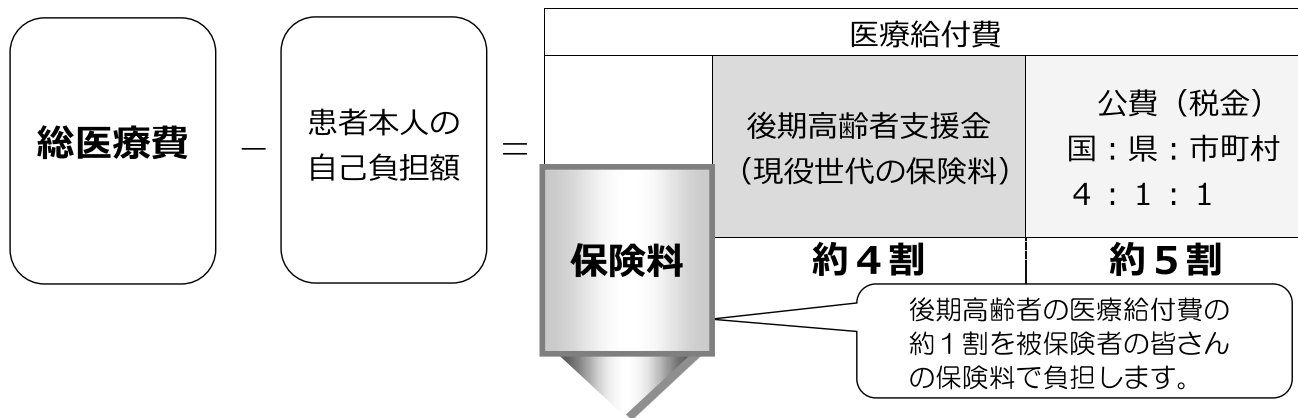 総医療費
－
患者本人の
自己負担額
＝
医療給付費
保険料
後期高齢者支援金
（現役世代の保険料）
約４割
公費（税金）
国：県：市町村
４：１：１
約５割
後期高齢者の医療給付費の
約１割を被保険者の皆さん
の保険料で負担します。